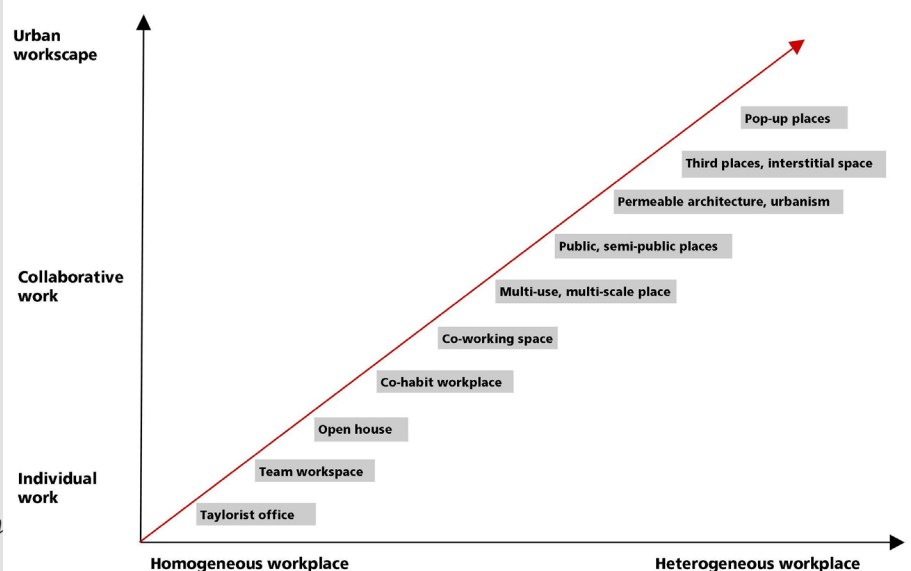 Urban
workscape
Pop-up places
Third places, interstitial space
Permeable architecture, urbanism
Public, semi-public places
Collaborative
work
Multi-use, multi-scale place
Co-working space
Co-habit workplace
Open house
Team workspace
Individual
work
Taylorist office
Homogeneous workplace
Heterogeneous workplace